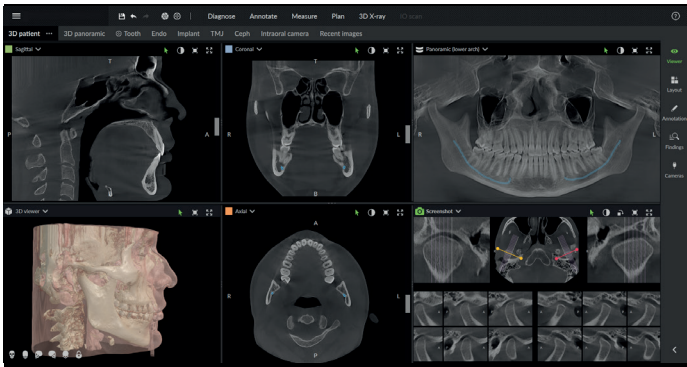 Diagnose Annotate Measure Plan 3D X-ray IO scan
3D patient ••• 3D panoramic Tooth Endo Implant TMJ Ceph Intraoral camera Recent images
Sagittal Coronal Panoramic (lower arch)
T T
P A R L R L
B
Viewer
Layout
Annotation
Findings
Cameras
3D viewer Axial Screenshot
A
R L
P